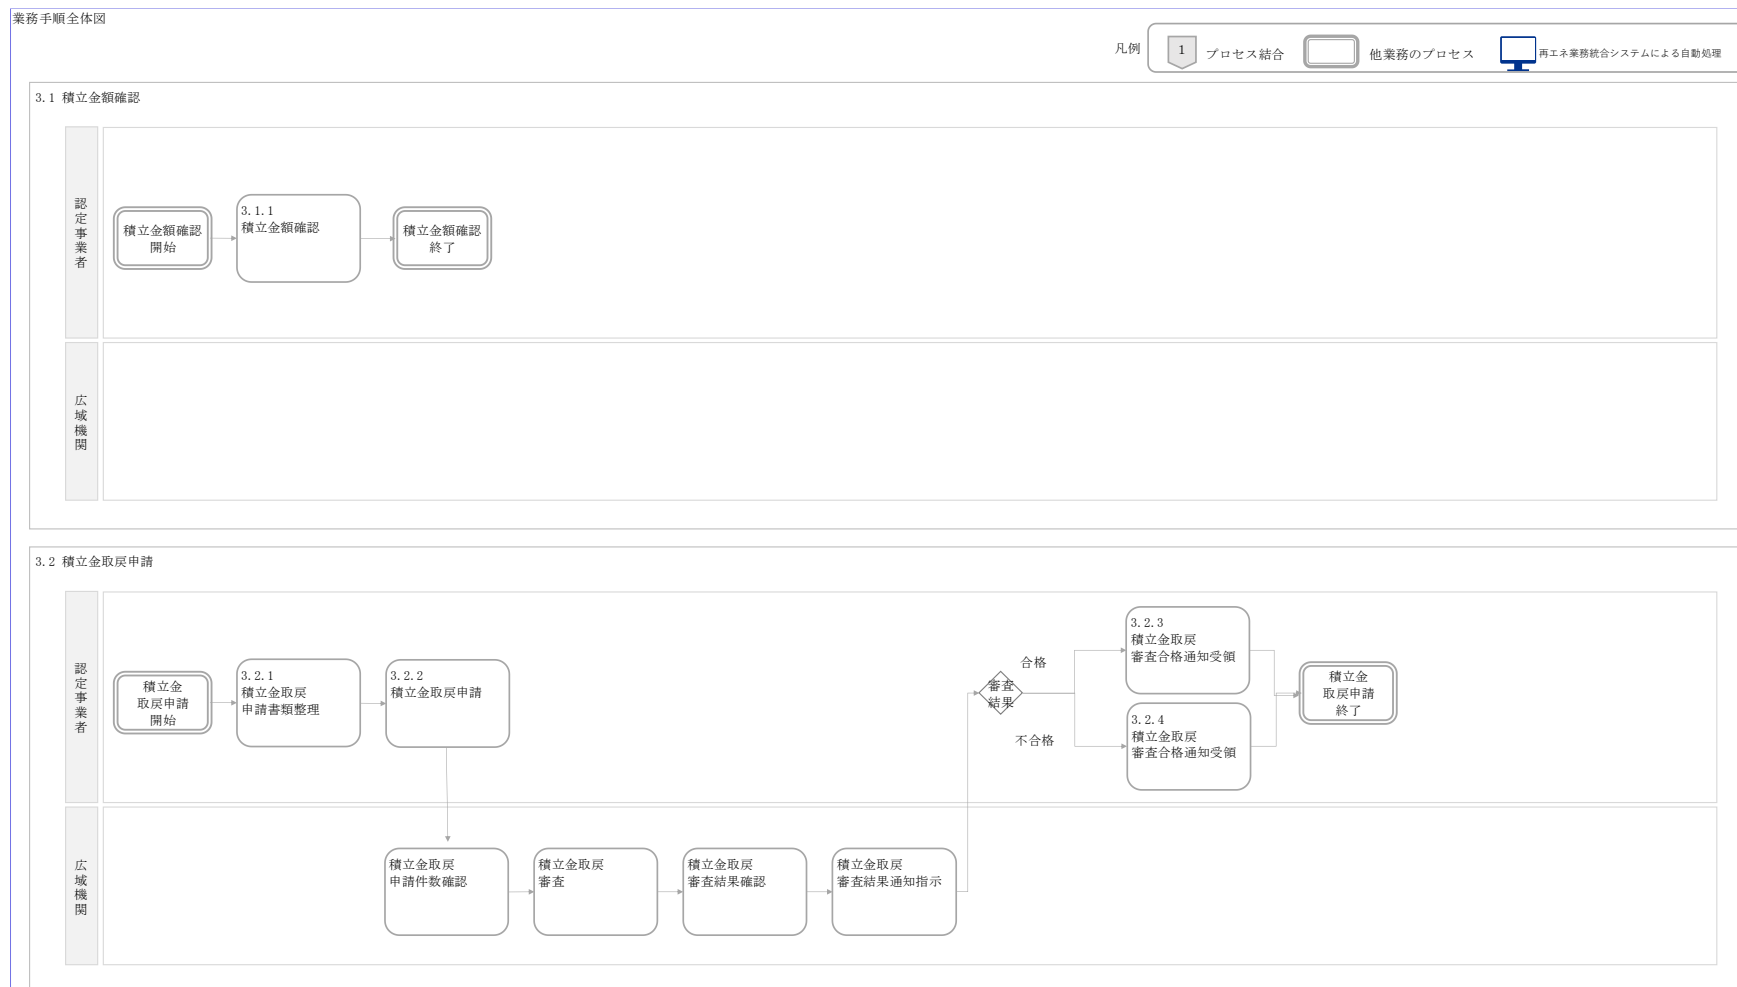 業務手順全体図
凡例
1
プロセス結合
他業務のプロセス
再エネ業務統合システムによる自動処理
3.1 積立金額確認
認定事業者
積立金額確認
開始
3.1.1
積立金額確認
積立金額確認
終了
広域機関
3.2 積立金取戻申請
認定事業者
積立金
取戻申請
開始
3.2.1
積立金取戻
申請書類整理
3.2.2
積立金取戻申請
審査
結果
合格
不合格
3.2.3
積立金取戻
審査合格通知受領
3.2.4
積立金取戻
審査合格通知受領
積立金
取戻申請
終了
広域機関
積立金取戻
申請件数確認
積立金取戻
審査
積立金取戻
審査結果確認
積立金取戻
審査結果通知指示